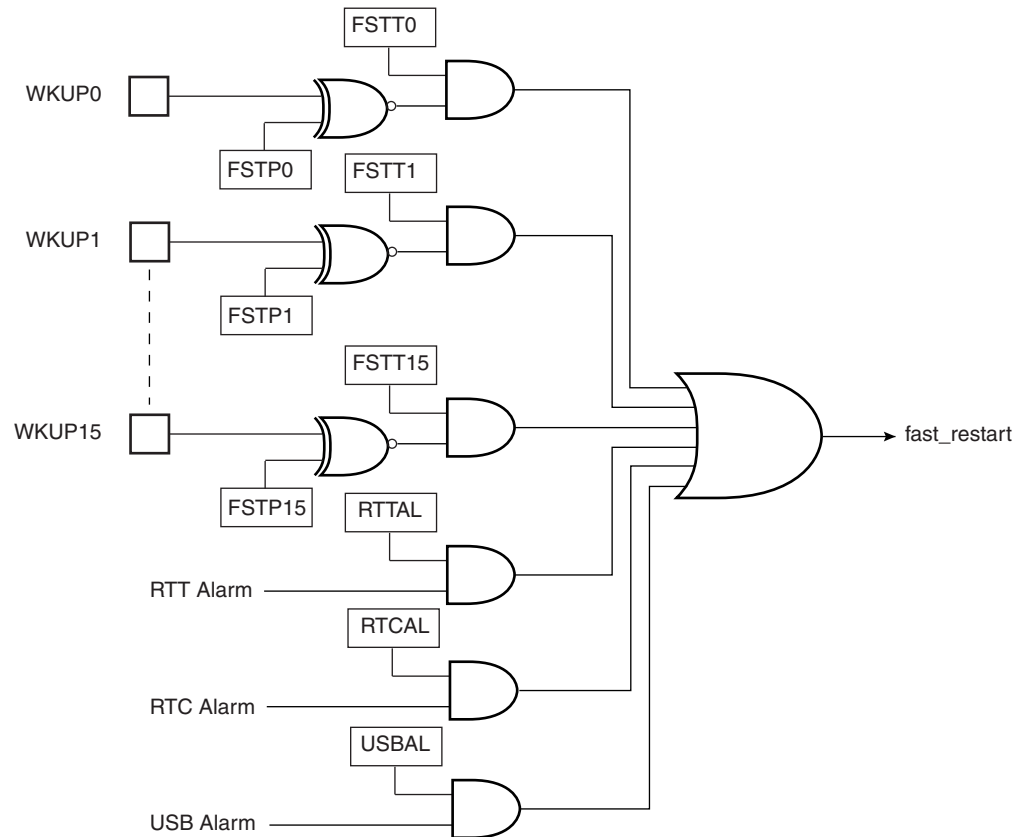 FSTT0
WKUP0
FSTP0
FSTT1
WKUP1
FSTP1
FSTT15
WKUP15
fast_restart
FSTP15
RTTAL
RTT Alarm
RTCAL
RTC Alarm
USBAL
USB Alarm